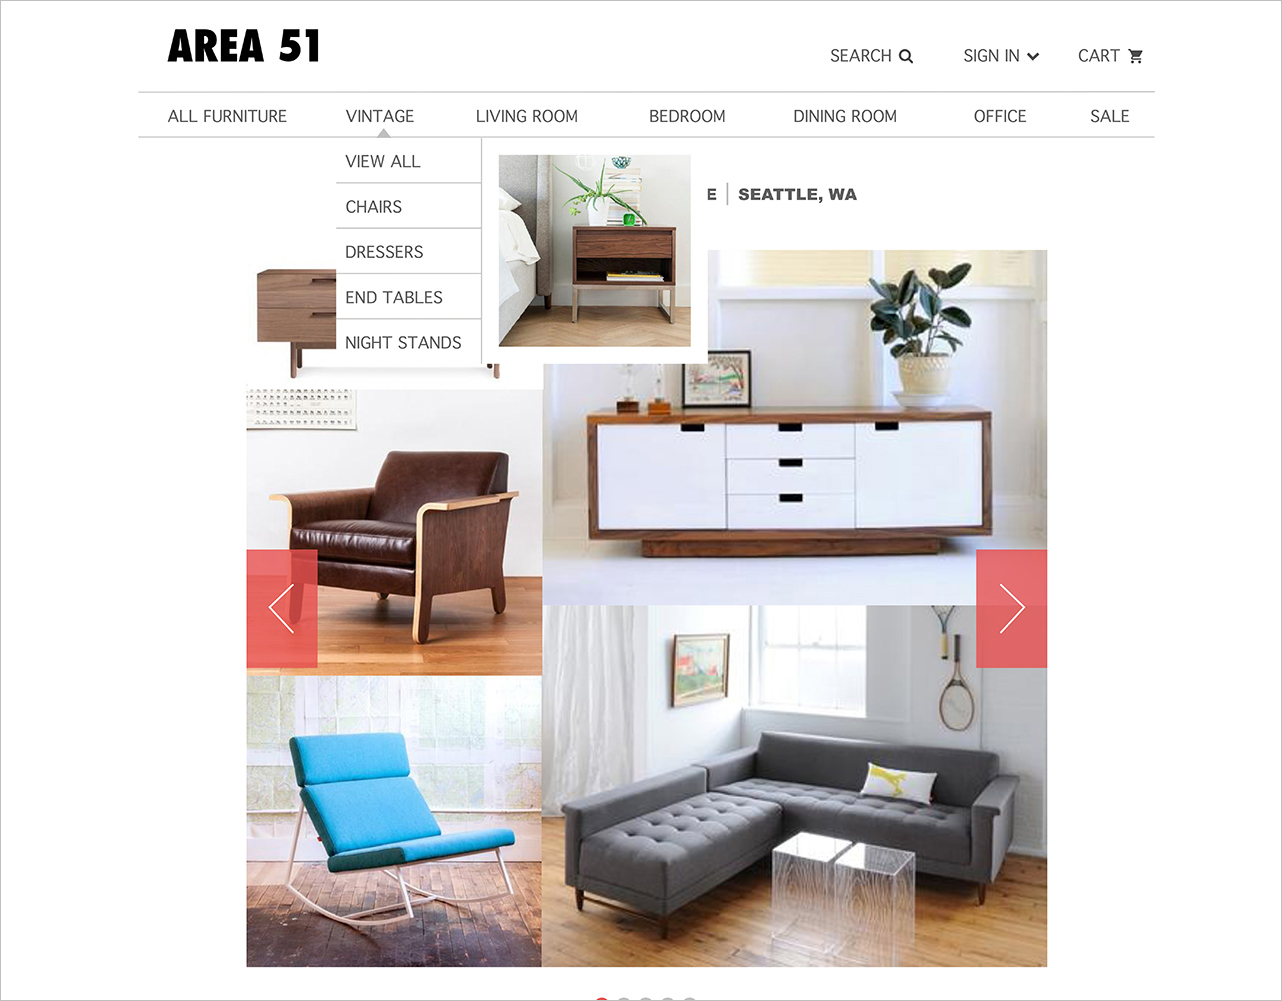 AREA 51
SEARCH
SIGN IN
CART
ALL FURNITURE
VINTAGE
LIVING ROOM
BEDROOM
DINING ROOM
OFFICE
SALE
VIEW ALL
CHAIRS
DRESSERS
END TABLES
NIGHT STANDS
E | SEATTLE, WA